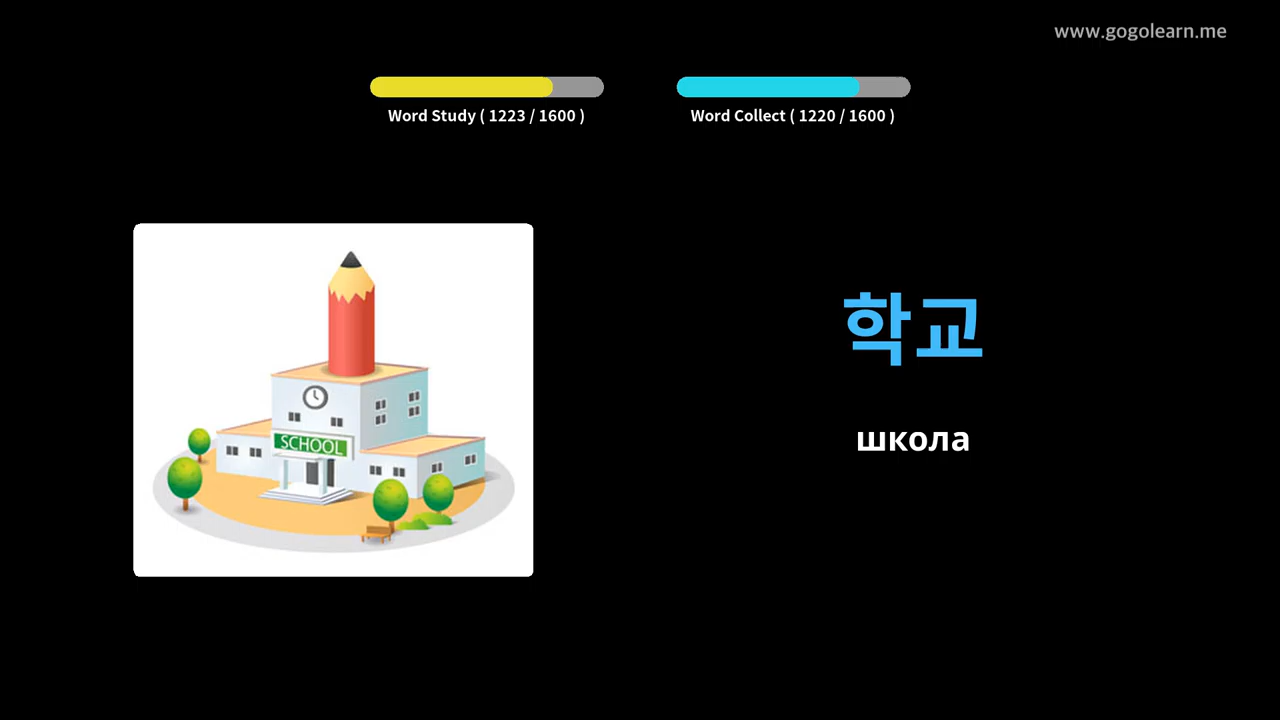 www.gogolearn.me
Word Study ( 1223 / 1600 )
Word Collect ( 1220 / 1600 )
SCHOOL
학교
школа